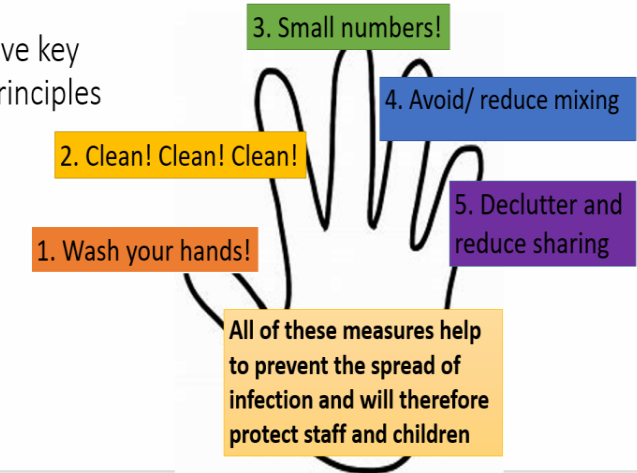 ve key
rinciples
3. Small numbers!
4. Avoid/ reduce mixing
2. Clean! Clean! Clean!
5. Declutter and
reduce sharing
1. Wash your hands!
All of these measures help
to prevent the spread of
infection and will therefore
protect staff and children